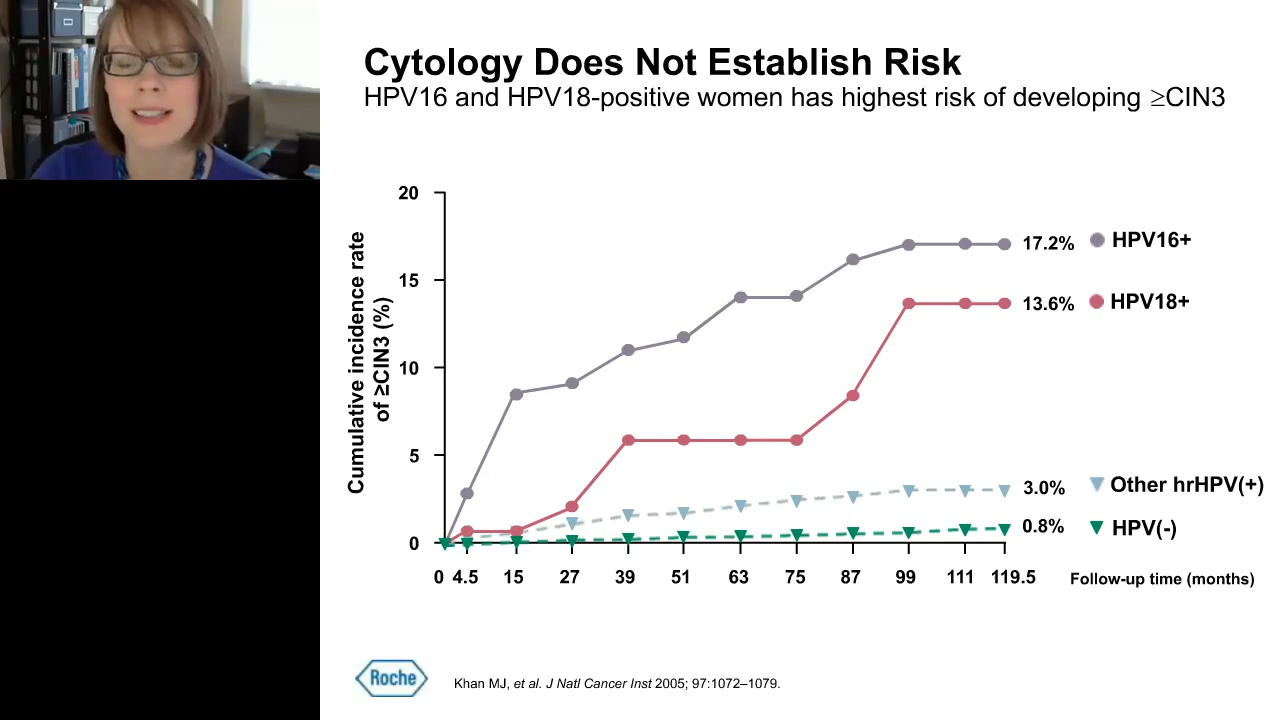 Cytology Does Not Establish Risk
HPV16 and HPV18-positive women has highest risk of developing ≥CIN3
Cumulative incidence rate
of ≥CIN3 (%)
20
15
10
5
0
17.2%
HPV16+
13.6%
HPV18+
3.0%
Other hrHPV(+)
0.8%
HPV(-)
0 4.5 15 27 39 51 63 75 87 99 111 119.5
Follow-up time (months)
Roche
Khan MJ, et al. J Natl Cancer Inst 2005; 97:1072–1079.